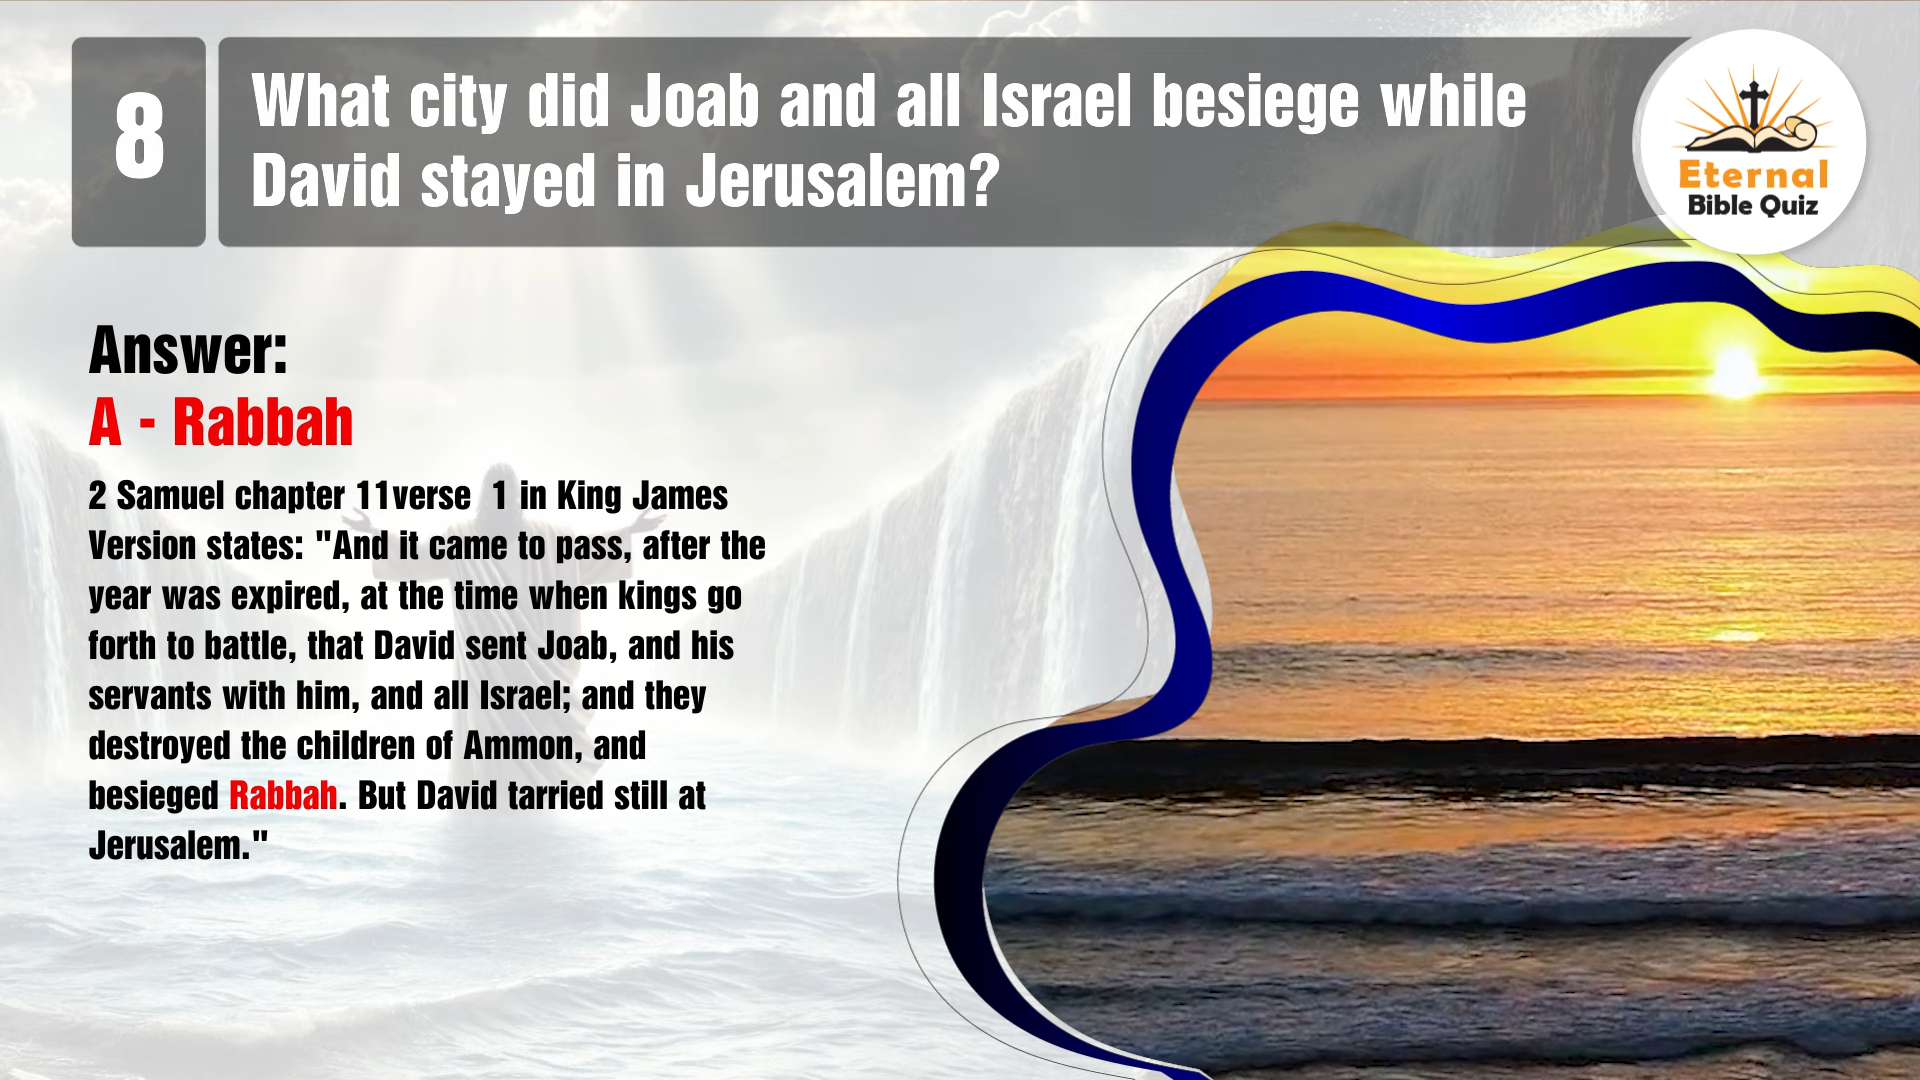 8
What city did Joab and all Israel besiege while
David stayed in Jerusalem?
Eternal
Bible Quiz
Answer:
A - Rabbah
2 Samuel chapter 11verse  1 in King James
Version states: "And it came to pass, after the
year was expired, at the time when kings go
forth to battle, that David sent Joab, and his
servants with him, and all Israel; and they
destroyed the children of Ammon, and
besieged Rabbah. But David tarried still at
Jerusalem."